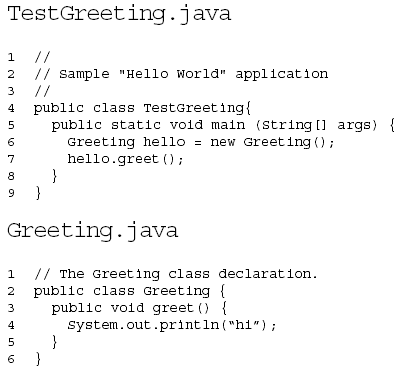 TestGreeting.java
1 //
2 // Sample "Hello World" application
3 //
4 public class TestGreeting{
5   public static void main (String[] args) {
6     Greeting hello = new Greeting();
7     hello.greet();
8   }
9 }
Greeting.java
1 // The Greeting class declaration.
2 public class Greeting {
3   public void greet() {
4     System.out.println(“hi”);
5   }
6 }